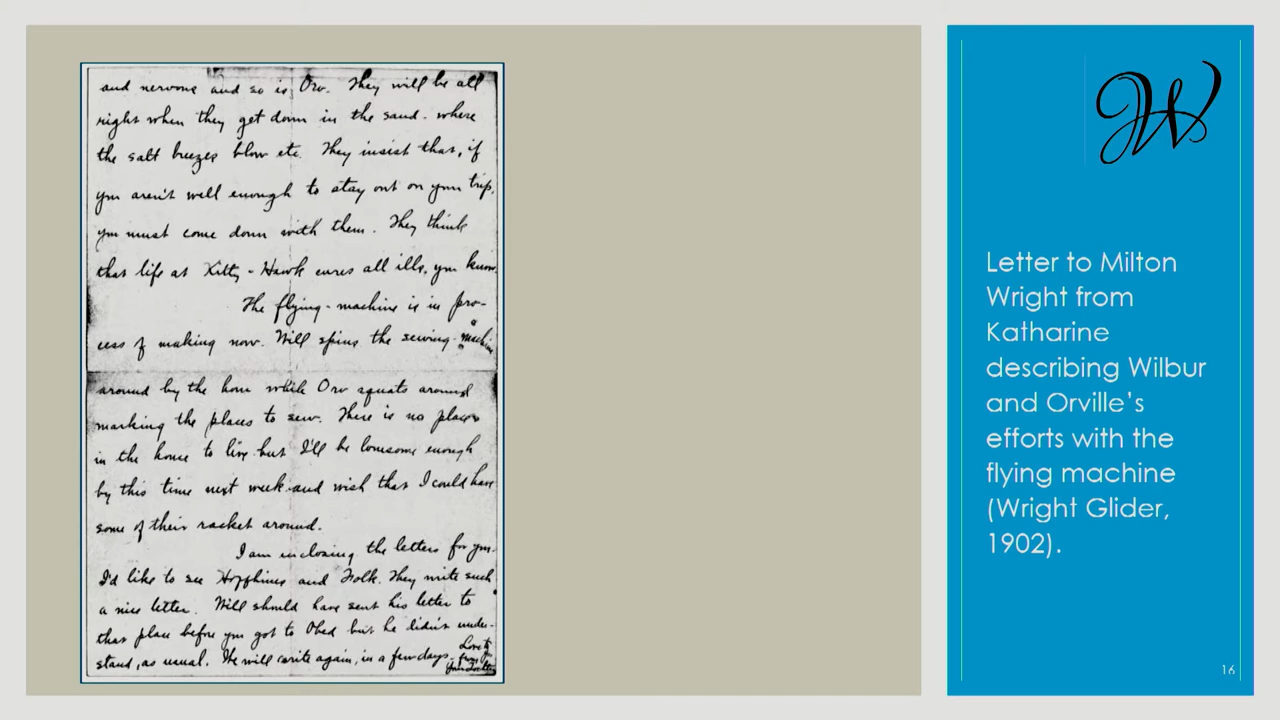 and nervous and so is Orv. They will be all
right when they get down in the sand - where
the salt breezes blow etc. They insist that, if
you aren't well enough to stay out on your trip,
you must come down with them. They think
that life at Kitty-Hawk cures all ills, you know.
The flying-machine is in pro-
cess of making now. Will spins the sewing-machine
around by the hour while Orv squats around
marking the places to sew. There is no place
in the house to live but I'll be lonesome enough
by this time next week and wish that I could have
some of their racket around.
I am inclosing the letters for you.
I'd like to see and They write such
a nice letter. Will should have sent his letter to
that place before you got to but he didn't under-
stand, as usual. will write again, in a few days.
Love to
W
Letter to Milton
Wright from
Katharine
describing Wilbur
and Orville's
efforts with the
flying machine
(Wright Glider,
1902).
16